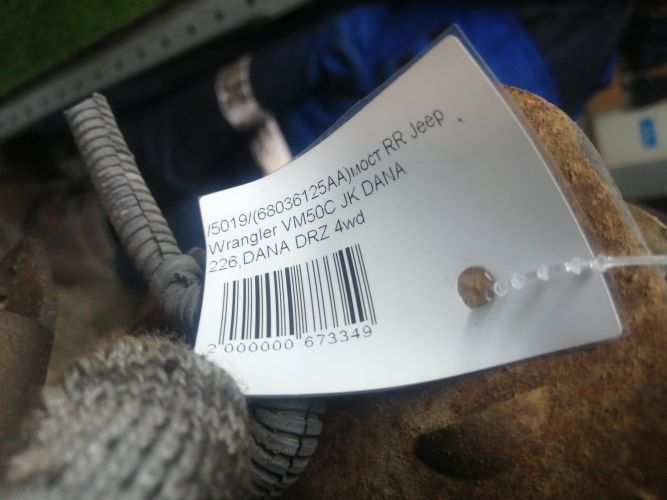 /5019/(68036125AA)мост RR Jeep
Wrangler VM50C JK DANA
226,DANA DRZ 4wd
2 000000 673349